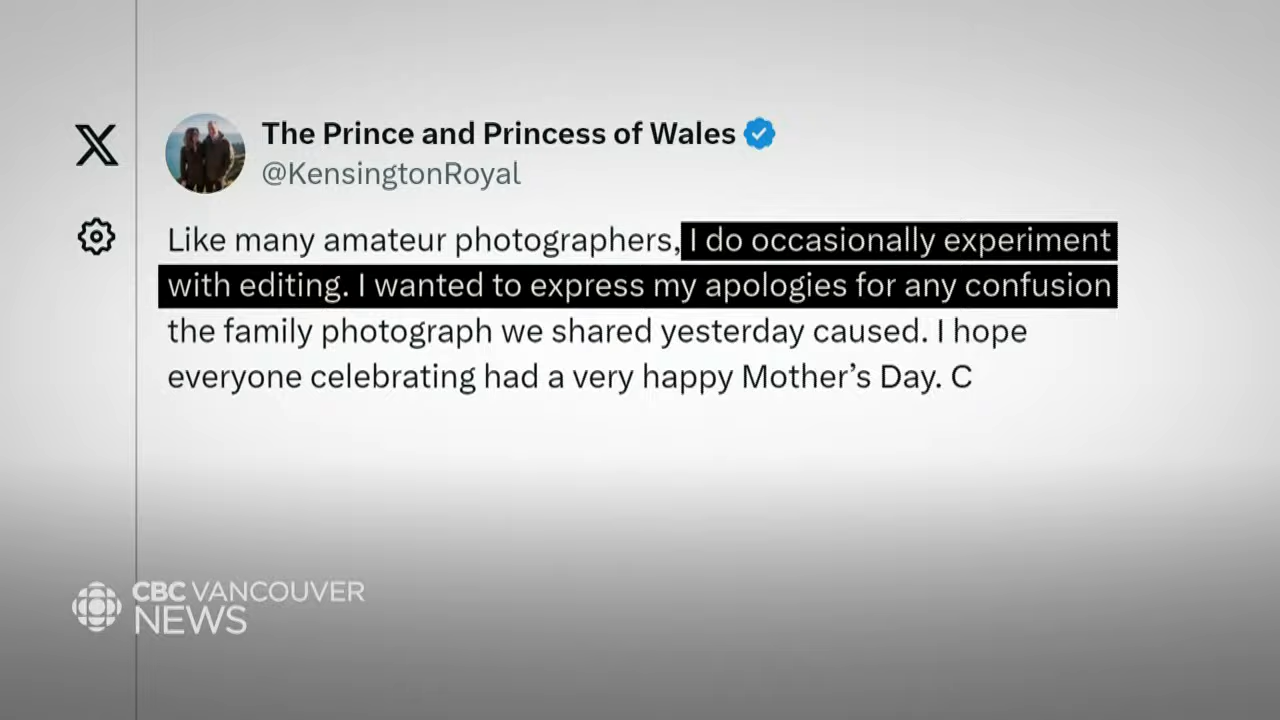 The Prince and Princess of Wales
@KensingtonRoyal
Like many amateur photographers, I do occasionally experiment
with editing. I wanted to express my apologies for any confusion
the family photograph we shared yesterday caused. I hope
everyone celebrating had a very happy Mother’s Day. C
CBC VANCOUVER
NEWS